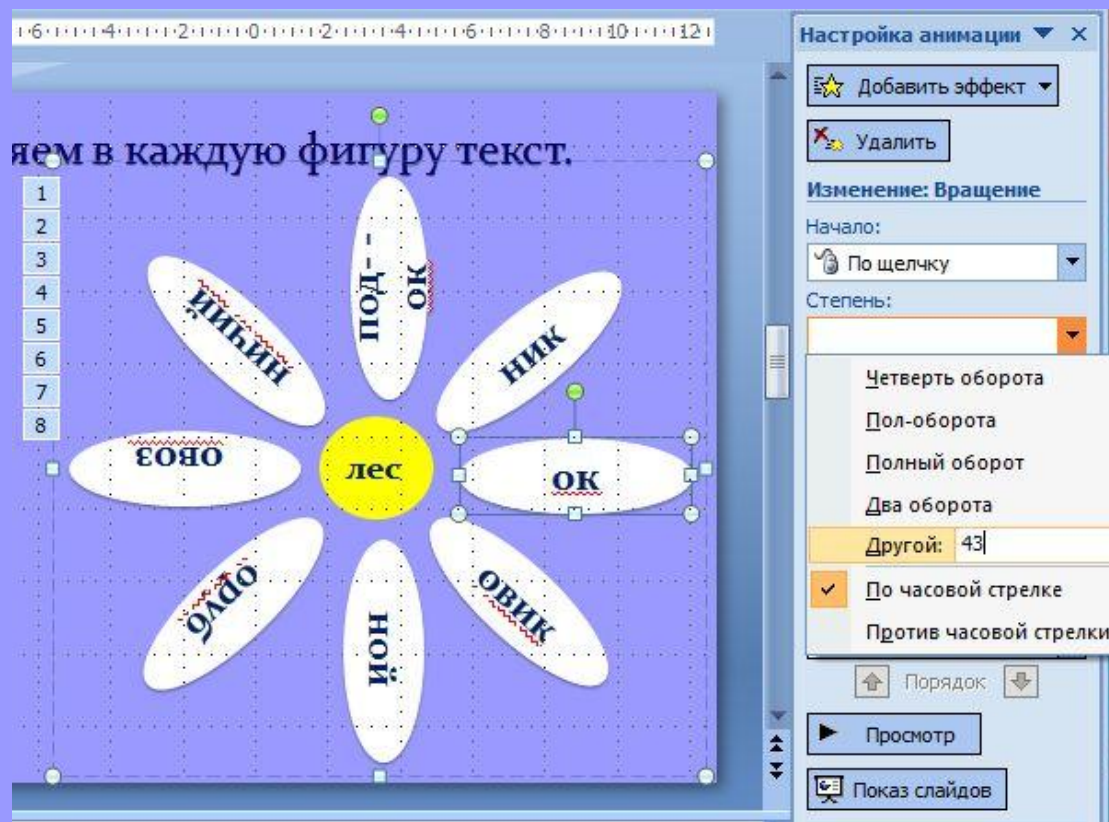 6 4 2 0 2 4 6 8 10 12
яем в каждую фигуру текст.
1
2
3
4
5
6
7
8
под- -
ок
ник
ок
овик
ной
оруб
овоз
ничий
лес
Настройка анимации
Добавить эффект
Удалить
Изменение: Вращение
Начало:
По щелчку
Степень:
Четверть оборота
Пол-оборота
Полный оборот
Два оборота
Другой: 43
По часовой стрелке
Против часовой стрелки
Порядок
Просмотр
Показ слайдов